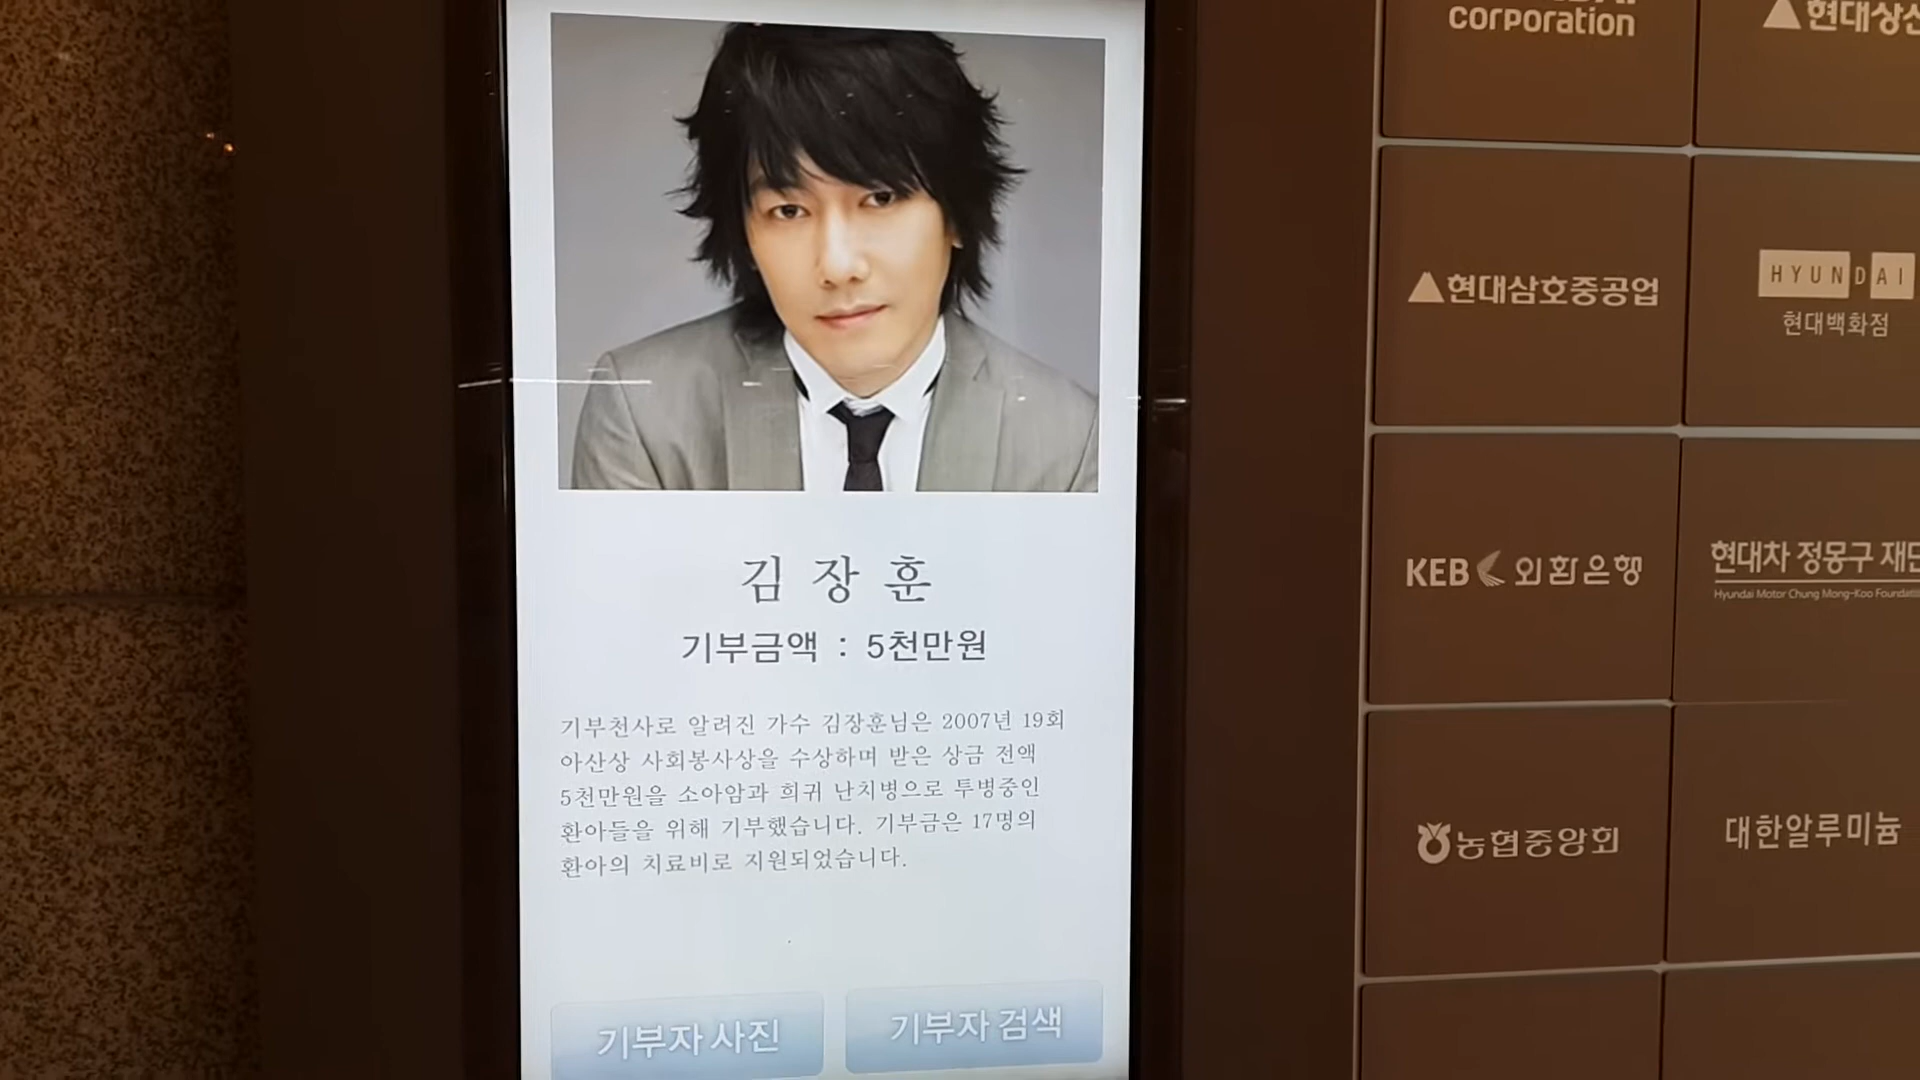 김 장 훈
기부금액 : 5천만원
기부천사로 알려진 가수 김장훈님은 2007년 19회
아산상 사회봉사상을 수상하며 받은 상금 전액
5천만원을 소아암과 희귀 난치병으로 투병중인
환아들을 위해 기부했습니다. 기부금은 17명의
환아의 치료비로 지원되었습니다.
기부자 사진
기부자 검색
corporation
현대삼호중공업
HYUNDAI
현대백화점
KEB 외환은행
현대차 정몽구
Hyundai Motor Chung Mong-Koo
농협중앙회
대한알루미늄